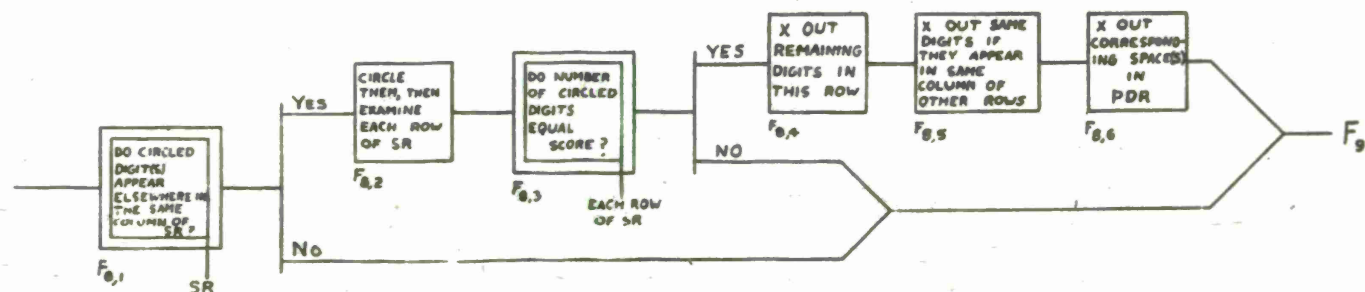 DO CIRCLED
DIGIT(S)
APPEAR
ELSEWHERE IN
THE SAME
COLUMN OF
SR?
F8,1
SR
YES
NO
CIRCLE
THEM, THEN
EXAMINE
EACH ROW
OF SR
F8,2
DO NUMBER
OF CIRCLED
DIGITS
EQUAL
SCORE?
F8,3
EACH ROW
OF SR
YES
NO
X OUT
REMAINING
DIGITS IN
THIS ROW
F8,4
X OUT SAME
DIGITS IF
THEY APPEAR
IN SAME
COLUMN OF
OTHER ROWS
F8,5
X OUT
CORRESPOND-
ING SPACE(S)
IN
PDR
F8,6
F9